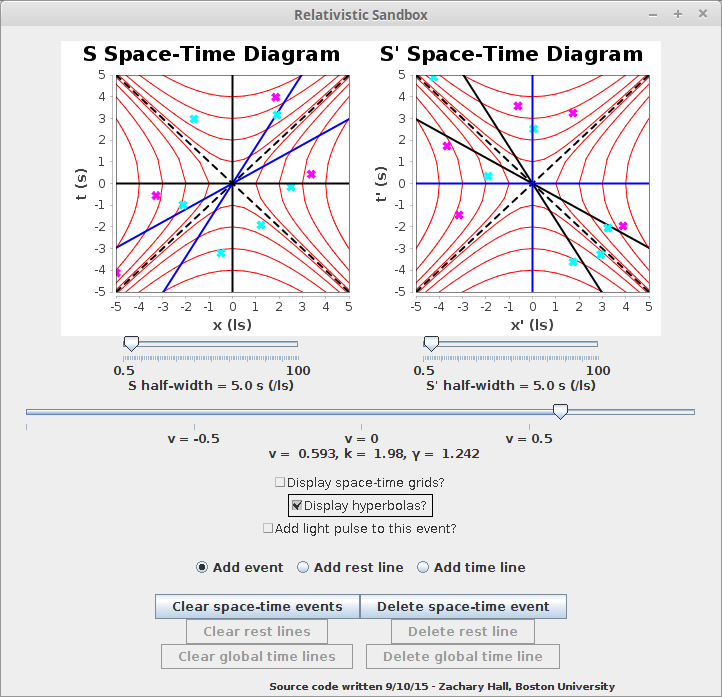 Relativistic Sandbox
S Space-Time Diagram
S' Space-Time Diagram
5
4
3
2
1
0
-1
-2
-3
-4
-5
t (s)
-5 -4 -3 -2 -1 0 1 2 3 4 5
x (ls)
5
4
3
2
1
0
-1
-2
-3
-4
-5
t' (s)
-5 -4 -3 -2 -1 0 1 2 3 4 5
x' (ls)
0.5 100
S half-width = 5.0 s (/ls)
0.5 100
S' half-width = 5.0 s (/ls)
v = -0.5 v = 0 v = 0.5
v = 0.593, k = 1.98, γ = 1.242
Display space-time grids?
Display hyperbolas?
Add light pulse to this event?
Add event Add rest line Add time line
Clear space-time events Delete space-time event
Clear rest lines Delete rest line
Clear global time lines Delete global time line
Source code written 9/10/15 - Zachary Hall, Boston University